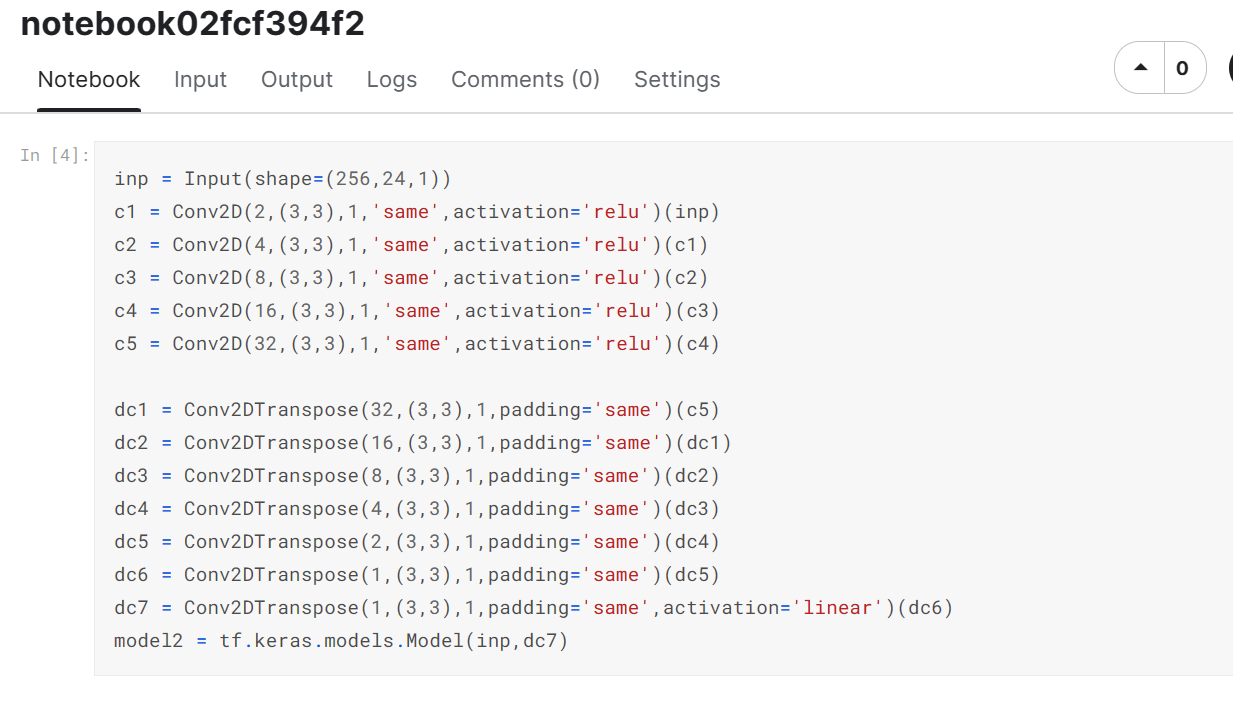 notebook02fcf394f2
Notebook Input Output Logs Comments (0) Settings
0
In [4]:
inp = Input(shape=(256,24,1))
c1 = Conv2D(2,(3,3),1,'same',activation='relu')(inp)
c2 = Conv2D(4,(3,3),1,'same',activation='relu')(c1)
c3 = Conv2D(8,(3,3),1,'same',activation='relu')(c2)
c4 = Conv2D(16,(3,3),1,'same',activation='relu')(c3)
c5 = Conv2D(32,(3,3),1,'same',activation='relu')(c4)
dc1 = Conv2DTranspose(32,(3,3),1,padding='same')(c5)
dc2 = Conv2DTranspose(16,(3,3),1,padding='same')(dc1)
dc3 = Conv2DTranspose(8,(3,3),1,padding='same')(dc2)
dc4 = Conv2DTranspose(4,(3,3),1,padding='same')(dc3)
dc5 = Conv2DTranspose(2,(3,3),1,padding='same')(dc4)
dc6 = Conv2DTranspose(1,(3,3),1,padding='same')(dc5)
dc7 = Conv2DTranspose(1,(3,3),1,padding='same',activation='linear')(dc6)
model2 = tf.keras.models.Model(inp,dc7)